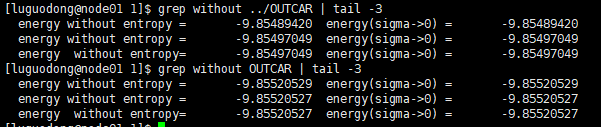 [luguodong@node01 1]$ grep without ../OUTCAR | tail -3
energy without entropy = -9.85489420 energy(sigma->0) = -9.85489420
energy without entropy = -9.85497049 energy(sigma->0) = -9.85497049
energy  without entropy= -9.85497049 energy(sigma->0) = -9.85497049
[luguodong@node01 1]$ grep without OUTCAR | tail -3
energy without entropy = -9.85520529 energy(sigma->0) = -9.85520529
energy without entropy = -9.85520527 energy(sigma->0) = -9.85520527
energy  without entropy= -9.85520527 energy(sigma->0) = -9.85520527
[luguodong@node01 1]$